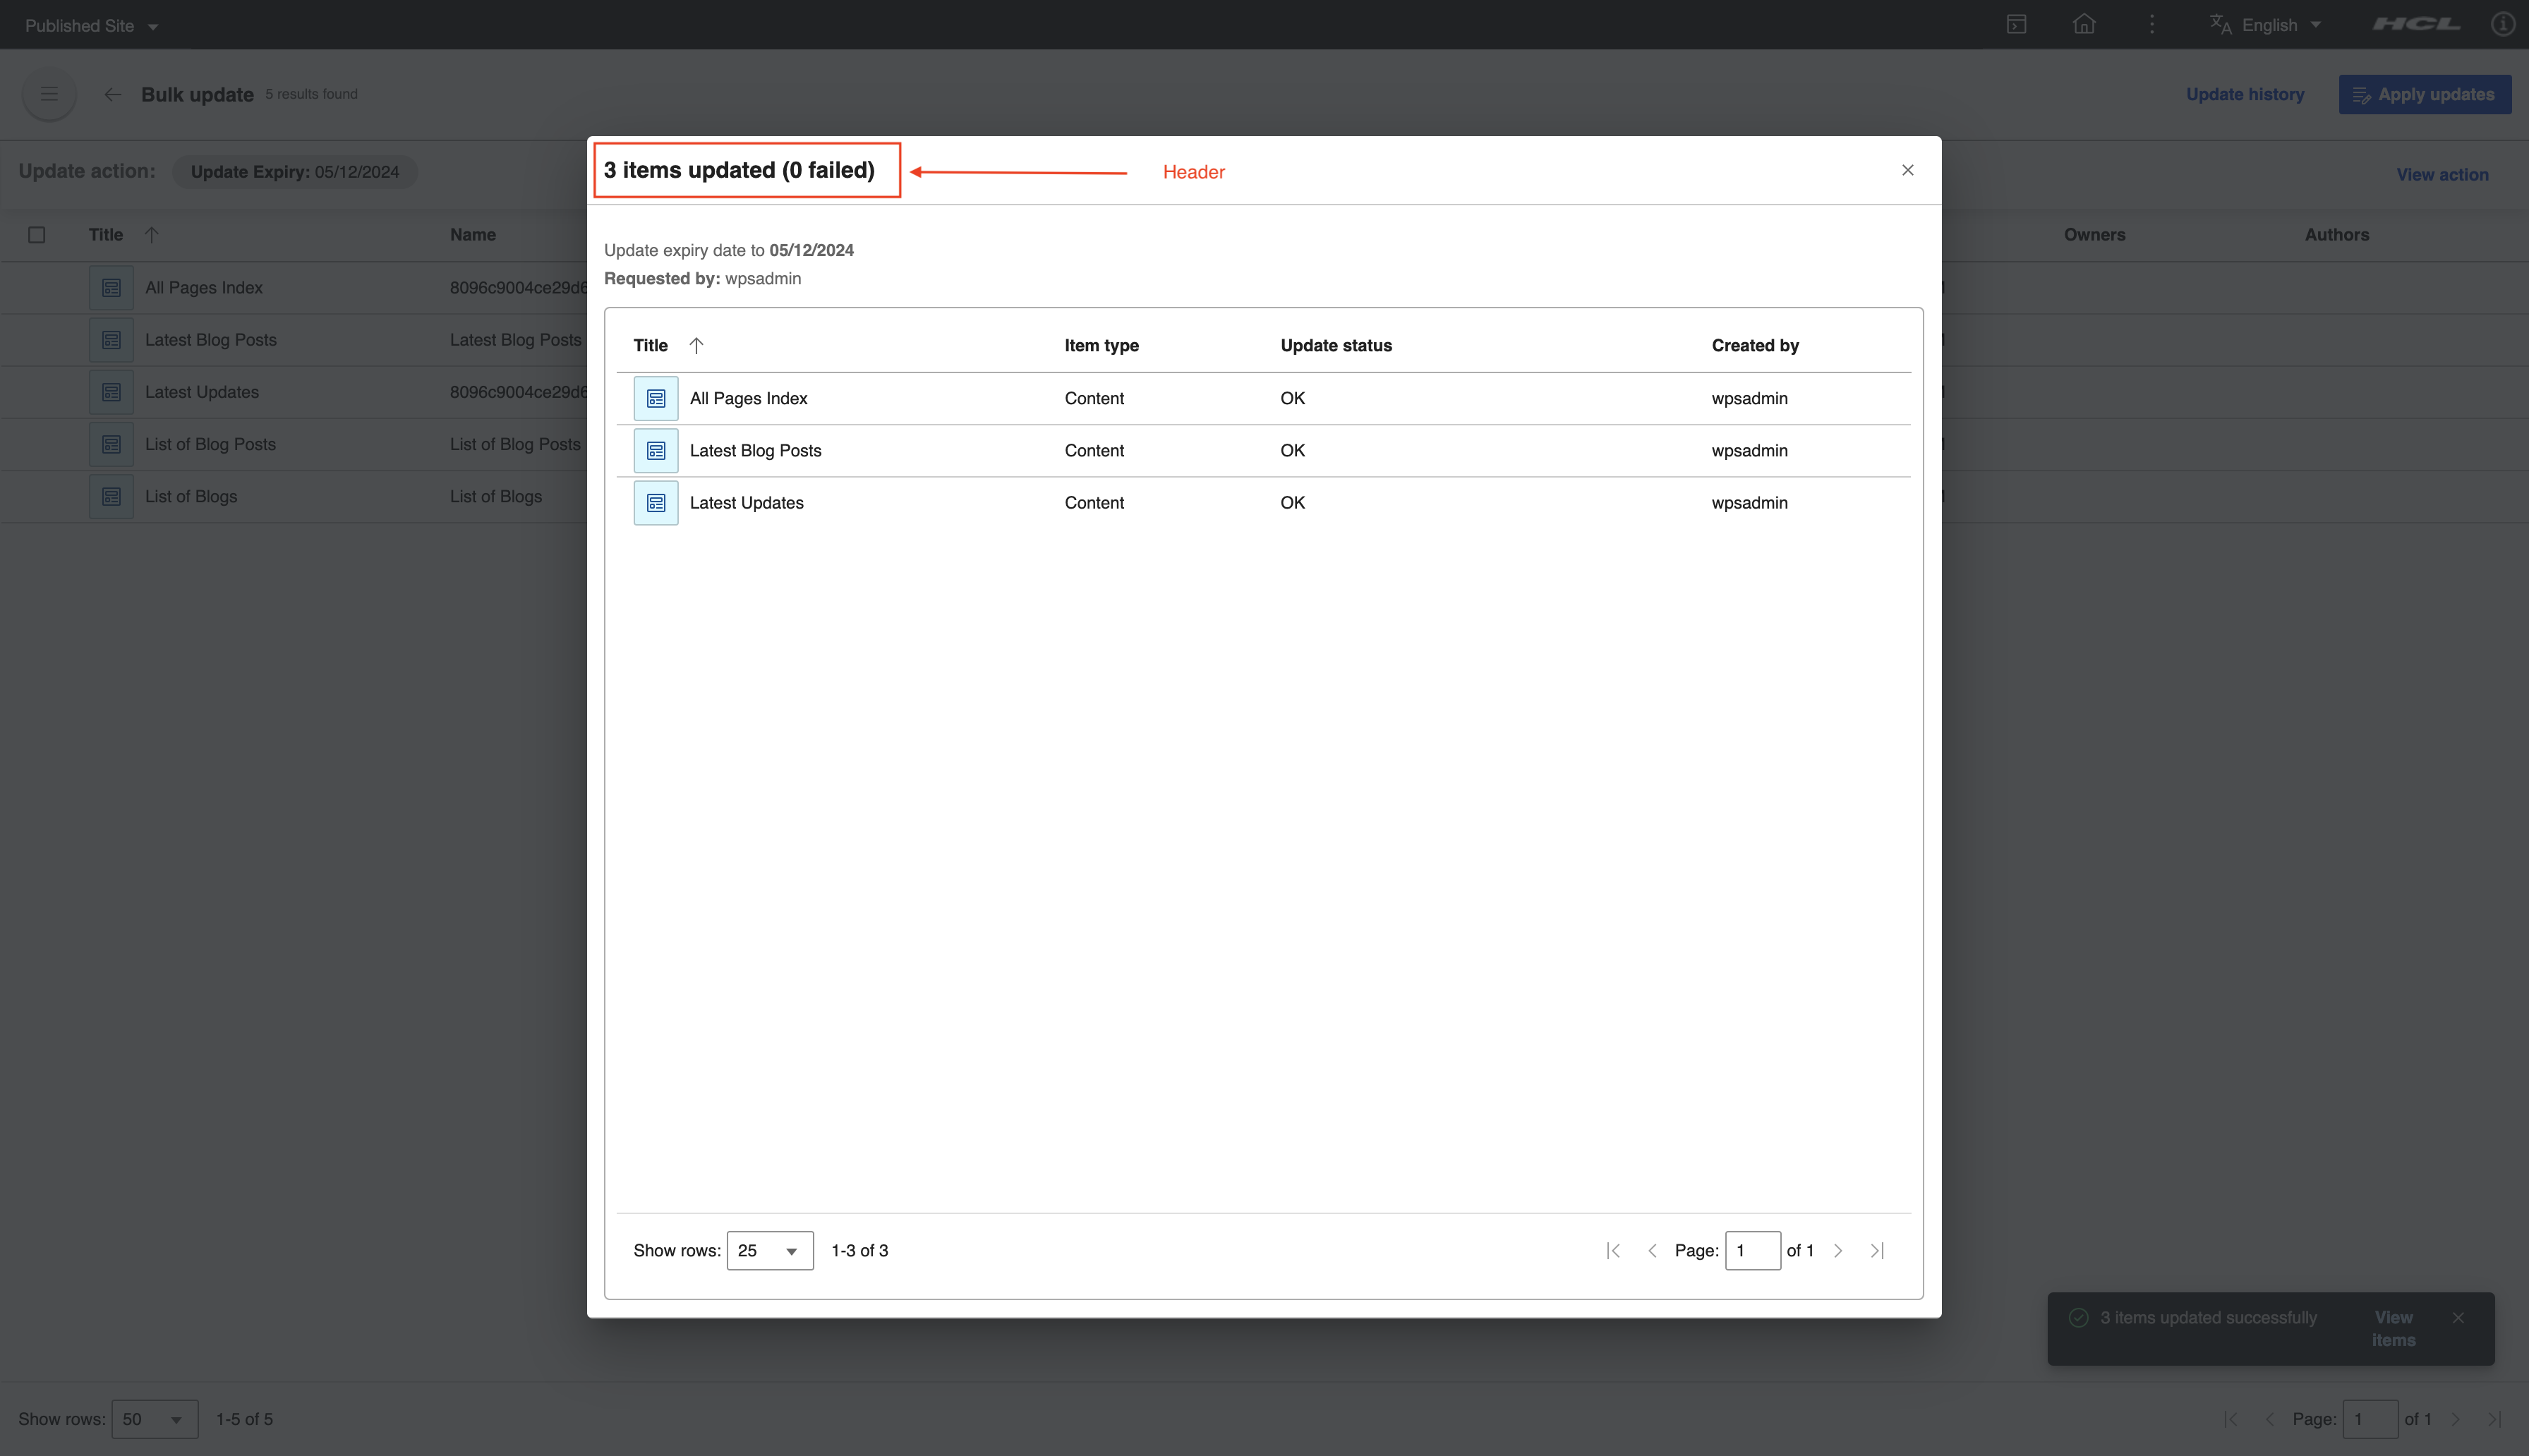 Published Site
English
HCL
Bulk update 5 results found
Update history
Apply updates
Update action: Update Expiry: 05/12/2024
View action
3 items updated (0 failed)
Header
Title Name Owners Authors
All Pages Index 8096c9004ce29d6
Latest Blog Posts Latest Blog Posts
Latest Updates 8096c9004ce29d6
List of Blog Posts List of Blog Posts
List of Blogs List of Blogs
Update expiry date to 05/12/2024
Requested by: wpsadmin
Title Item type Update status Created by
All Pages Index Content OK wpsadmin
Latest Blog Posts Content OK wpsadmin
Latest Updates Content OK wpsadmin
Show rows: 25 1-3 of 3 Page: 1 of 1
3 items updated successfully View
items
Show rows: 50 1-5 of 5 Page: 1 of 1